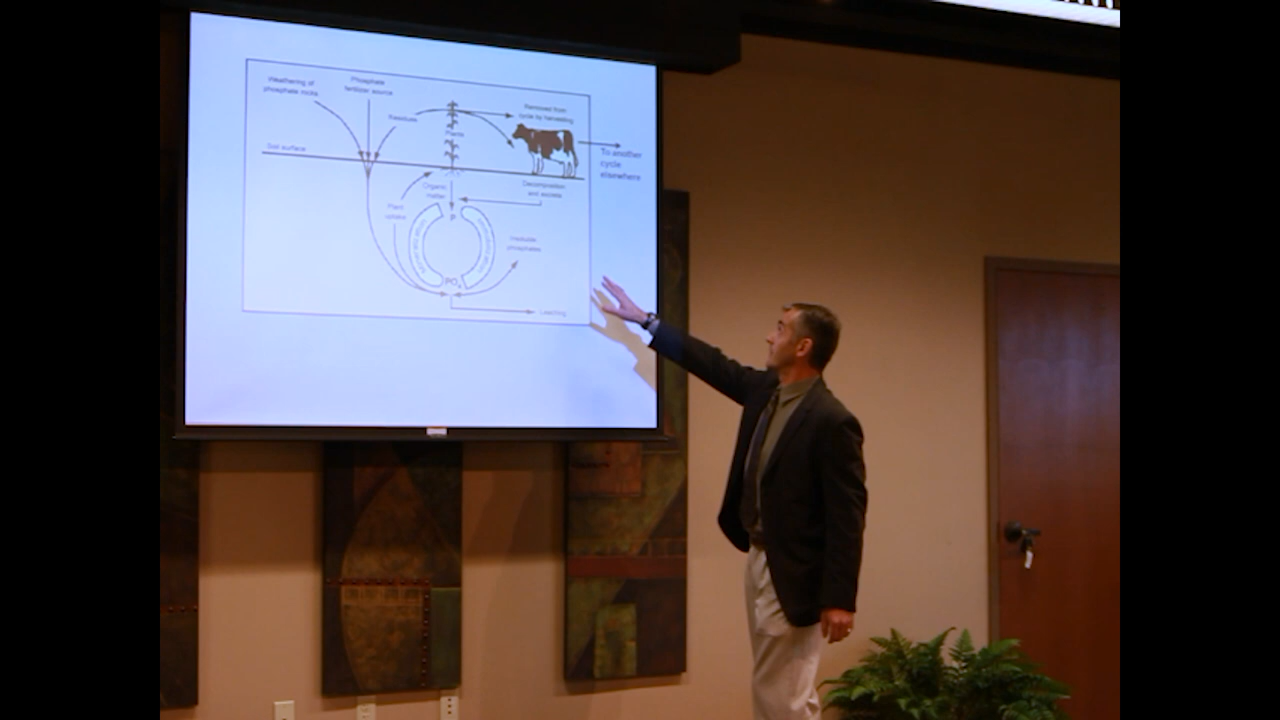 Weathering of
phosphate rocks
Phosphate
fertilizer source
Residues
Plants
Removed from
cycle by harvesting
To another
cycle
elsewhere
Soil surface
Organic
matter
Decomposition
and excreta
Plant
uptake
P
Insoluble
phosphates
PO4
Leaching